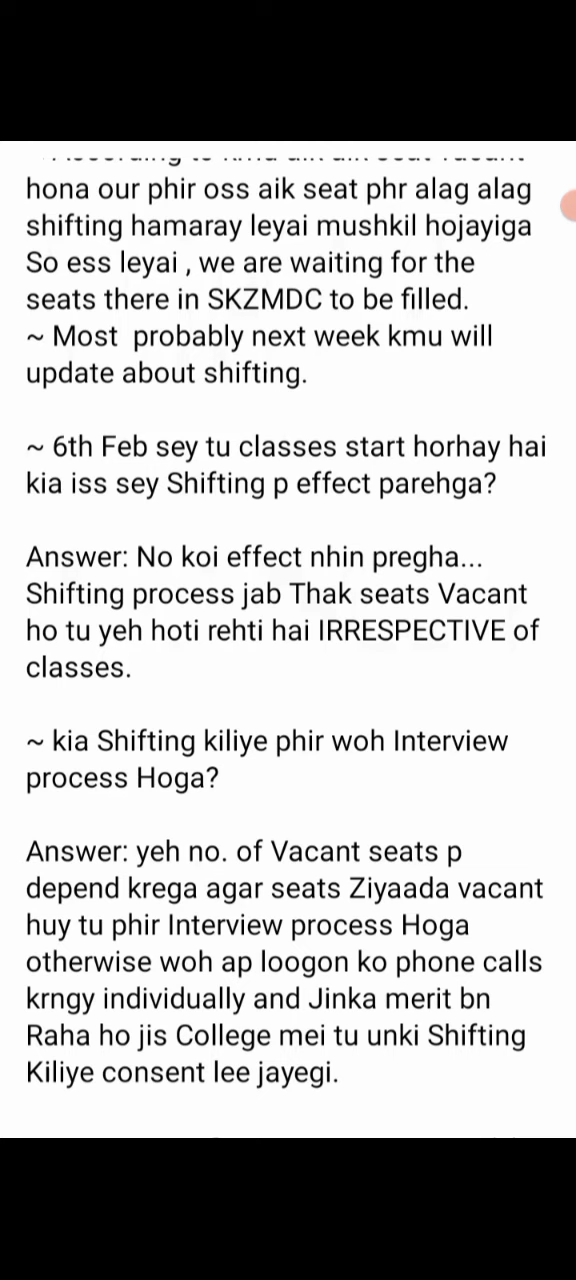 hona our phir oss aik seat phr alag alag
shifting hamaray leyai mushkil hojayiga
So ess leyai , we are waiting for the
seats there in SKZMDC to be filled.
~ Most  probably next week kmu will
update about shifting.
~ 6th Feb sey tu classes start horhay hai
kia iss sey Shifting p effect parehga?
Answer: No koi effect nhin pregha...
Shifting process jab Thak seats Vacant
ho tu yeh hoti rehti hai IRRESPECTIVE of
classes.
~ kia Shifting kiliye phir woh Interview
process Hoga?
Answer: yeh no. of Vacant seats p
depend krega agar seats Ziyaada vacant
huy tu phir Interview process Hoga
otherwise woh ap loogon ko phone calls
krngy individually and Jinka merit bn
Raha ho jis College mei tu unki Shifting
Kiliye consent lee jayegi.